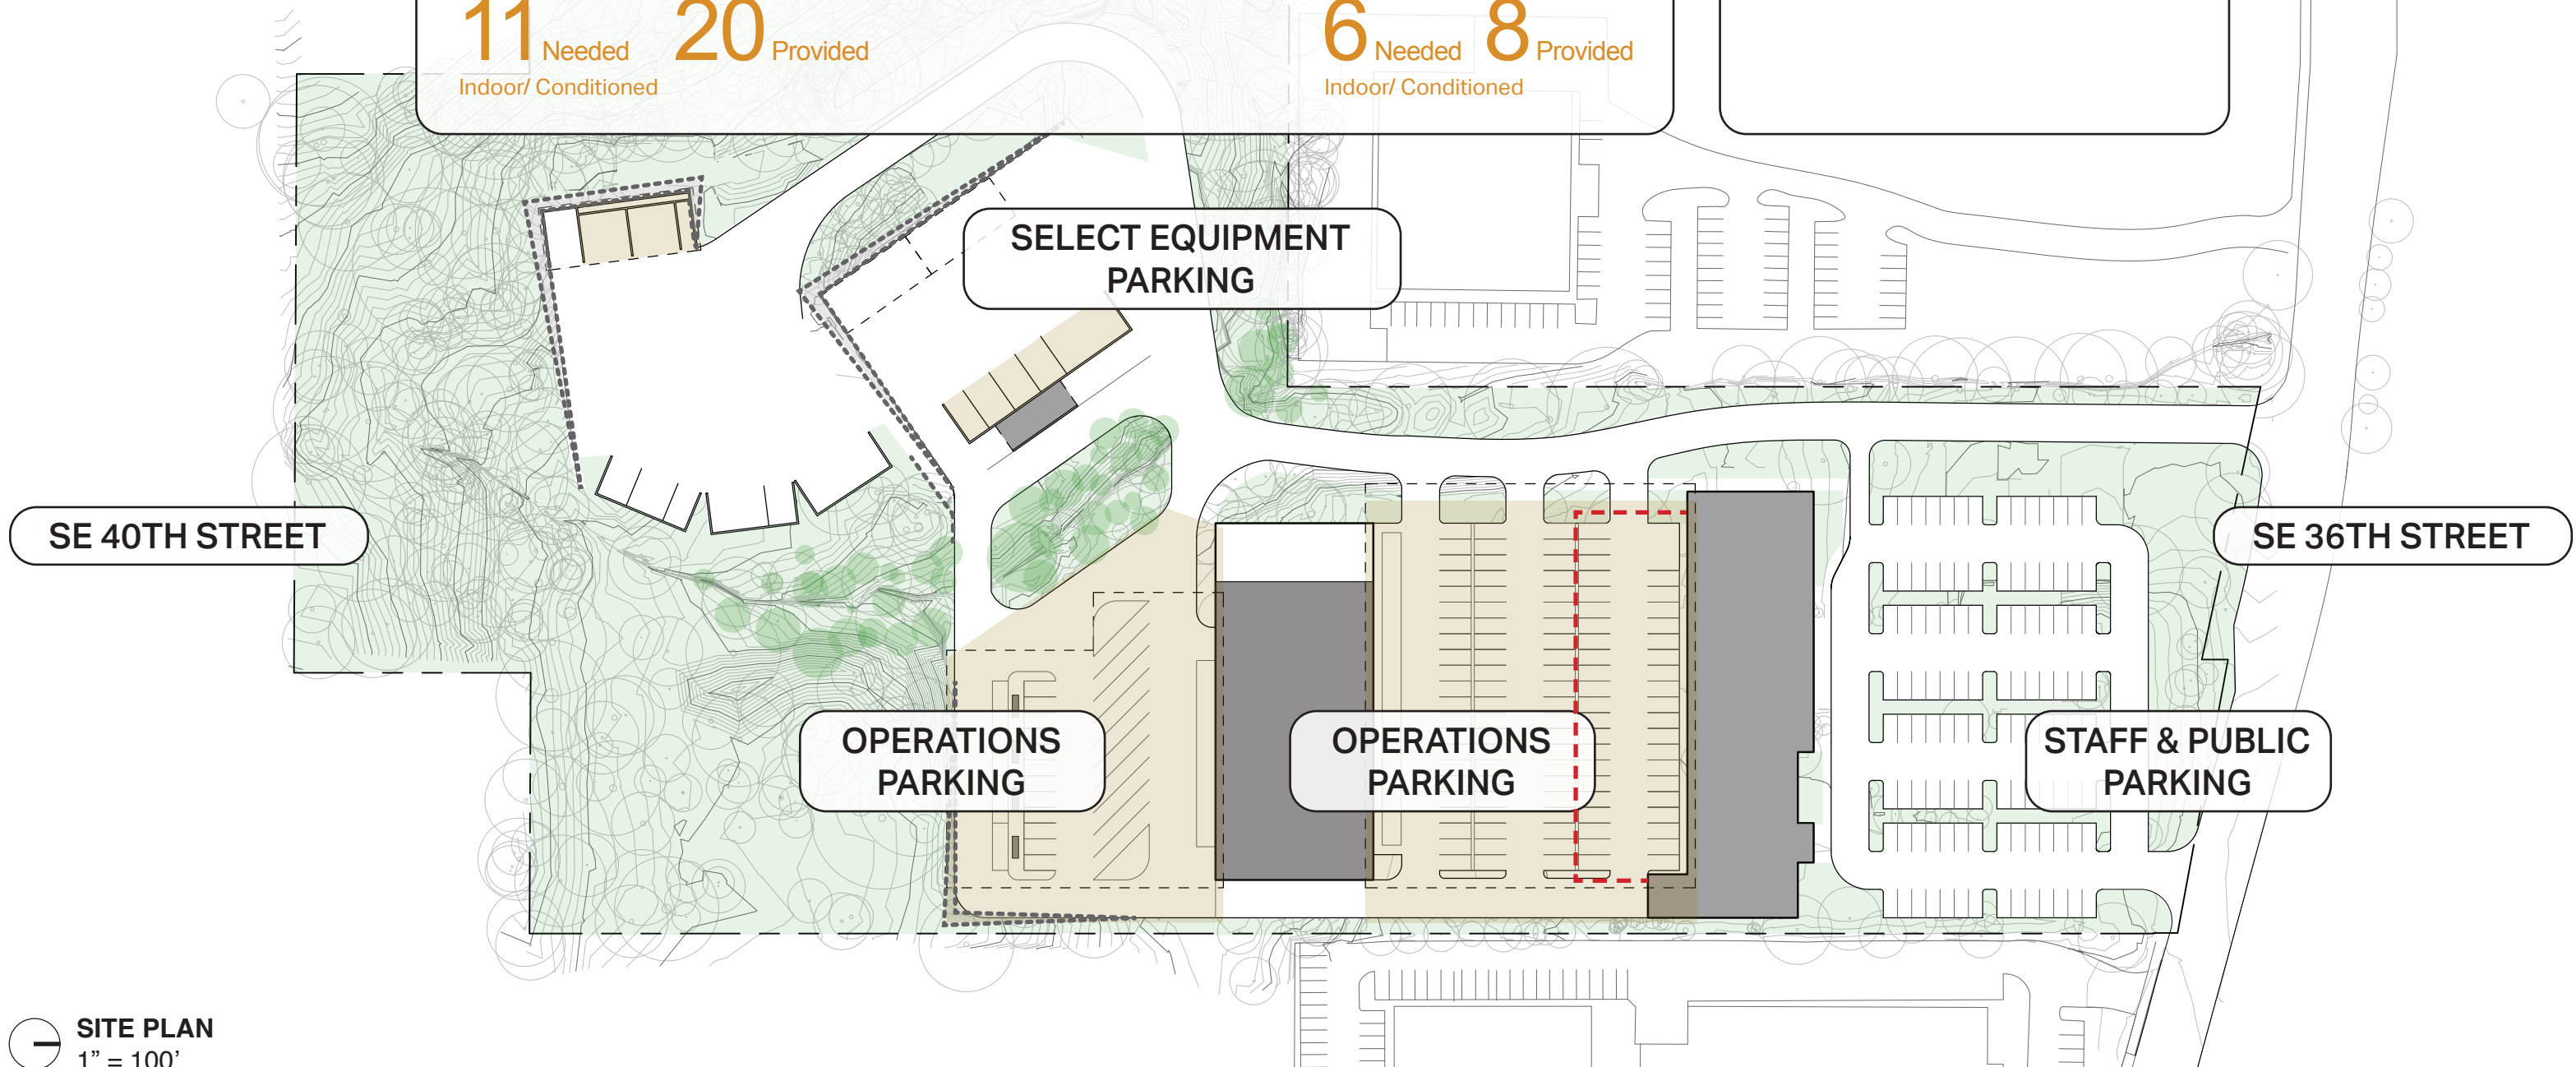 11 Needed 20 Provided
Indoor/ Conditioned
6 Needed 8 Provided
Indoor/ Conditioned
SELECT EQUIPMENT
PARKING
SE 40TH STREET
SE 36TH STREET
OPERATIONS
PARKING
OPERATIONS
PARKING
STAFF & PUBLIC
PARKING
SITE PLAN
1” = 100’